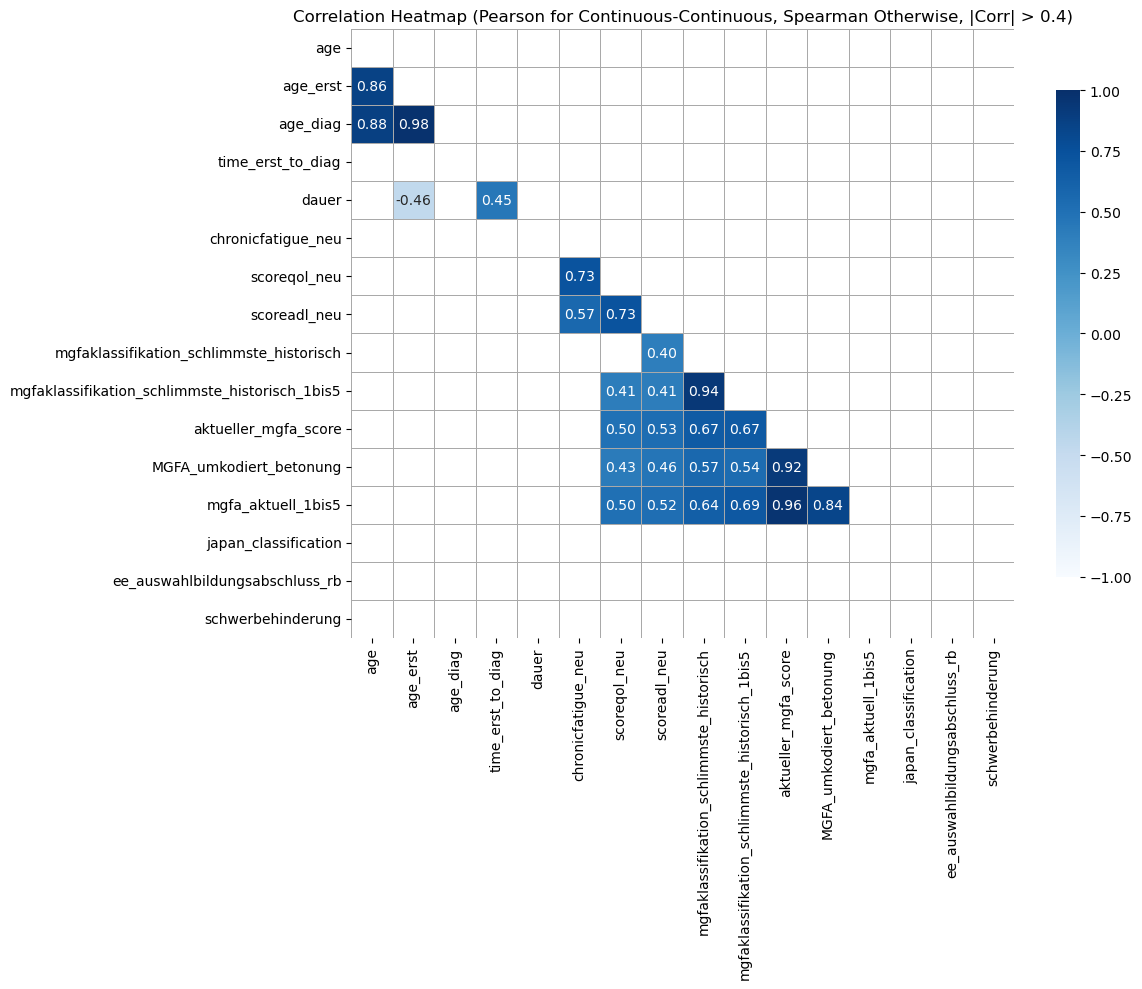 Correlation Heatmap (Pearson for Continuous-Continuous, Spearman Otherwise, |Corr| > 0.4)
age
age_erst 0.86
age_diag 0.88 0.98
time_erst_to_diag
dauer -0.46 0.45
chronicfatigue_neu
scoreqol_neu 0.73
scoreadl_neu 0.57 0.73
mgfaklassifikation_schlimmste_historisch 0.40
mgfaklassifikation_schlimmste_historisch_1bis5 0.41 0.41 0.94
aktueller_mgfa_score 0.50 0.53 0.67 0.67
MGFA_umkodiert_betonung 0.43 0.46 0.57 0.54 0.92
mgfa_aktuell_1bis5 0.50 0.52 0.64 0.69 0.96 0.84
japan_classification
ee_auswahlbildungsabschluss_rb
schwerbehinderung
age
age_erst
age_diag
time_erst_to_diag
dauer
chronicfatigue_neu
scoreqol_neu
scoreadl_neu
mgfaklassifikation_schlimmste_historisch
mgfaklassifikation_schlimmste_historisch_1bis5
aktueller_mgfa_score
MGFA_umkodiert_betonung
mgfa_aktuell_1bis5
japan_classification
ee_auswahlbildungsabschluss_rb
schwerbehinderung
1.00
0.75
0.50
0.25
0.00
−0.25
−0.50
−0.75
−1.00